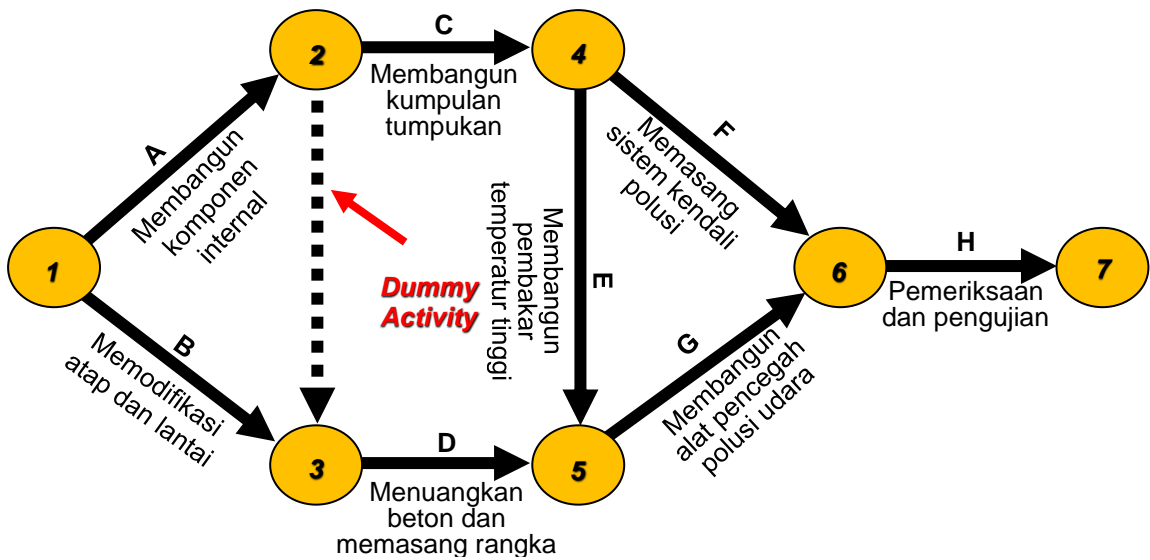 1
A
Membangun
komponen
internal
2
C
Membangun
kumpulan
tumpukan
4
F
Memasang
sistem kendali
polusi
B
Memodifikasi
atap dan lantai
Dummy
Activity
E
Membangun
pembakar
temperatur tinggi
3
D
Menuangkan
beton dan
memasang rangka
5
G
Membangun
alat pencegah
polusi udara
6
H
Pemeriksaan
dan pengujian
7